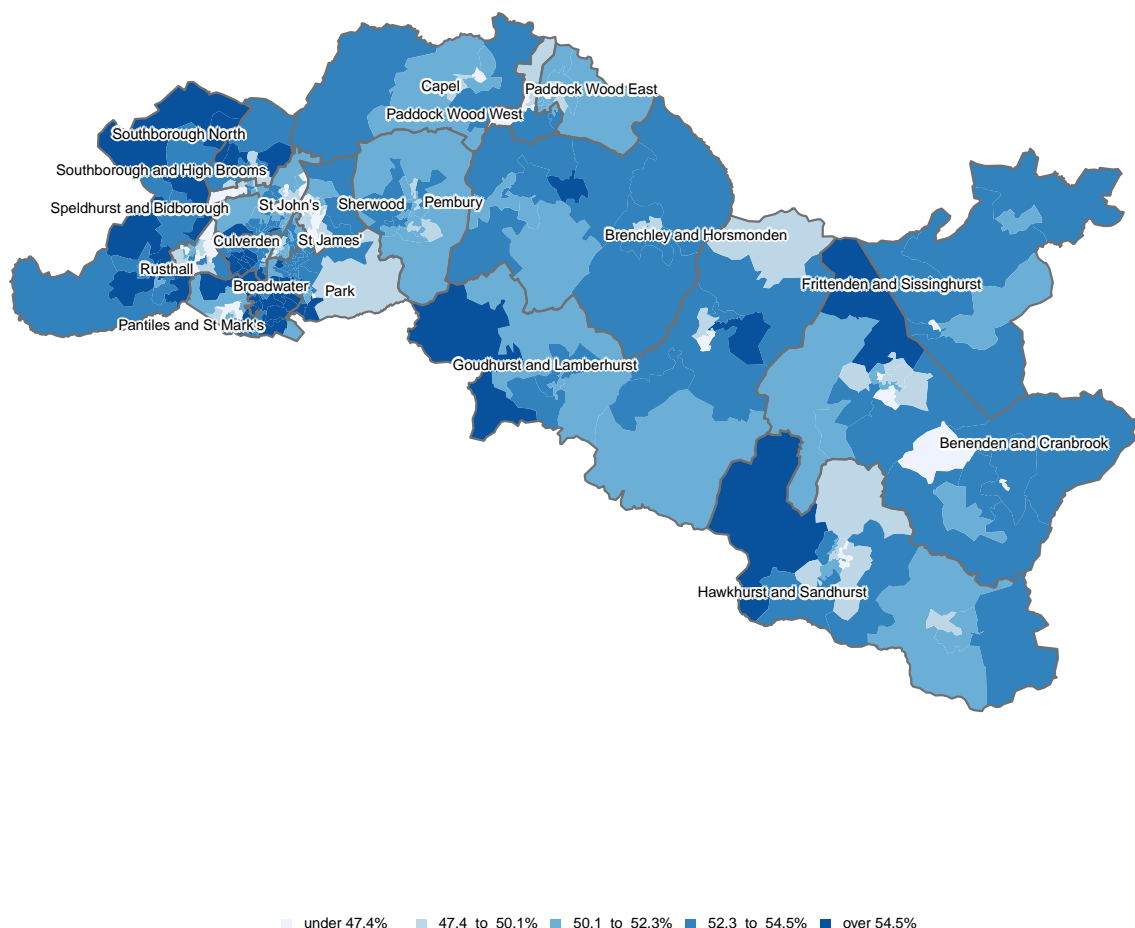 Capel
Paddock Wood East
Paddock Wood West
Southborough North
Southborough and High Brooms
Speldhurst and Bidborough
St John's
Sherwood
Pembury
Culverden
St James'
Brenchley and Horsmonden
Rusthall
Broadwater
Park
Frittenden and Sissinghurst
Pantiles and St Mark's
Goudhurst and Lamberhurst
Benenden and Cranbrook
Hawkhurst and Sandhurst
under 47.4% 47.4 to 50.1% 50.1 to 52.3% 52.3 to 54.5% over 54.5%